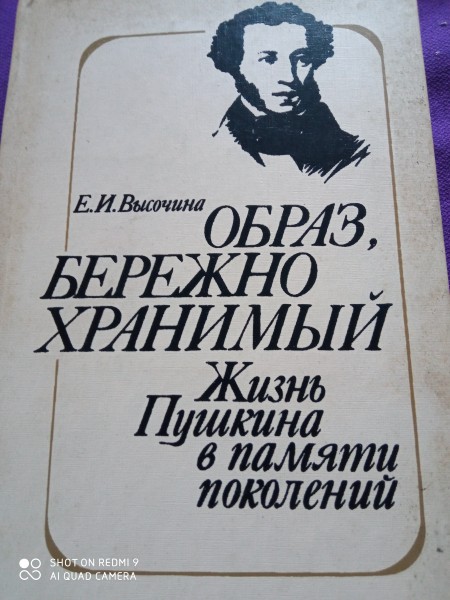 Е.И.Высочина
ОБРАЗ,
БЕРЕЖНО
ХРАНИМЫЙ
Жизнь
Пушкина
в памяти
поколений
SHOT ON REDMI 9
AI QUAD CAMERA